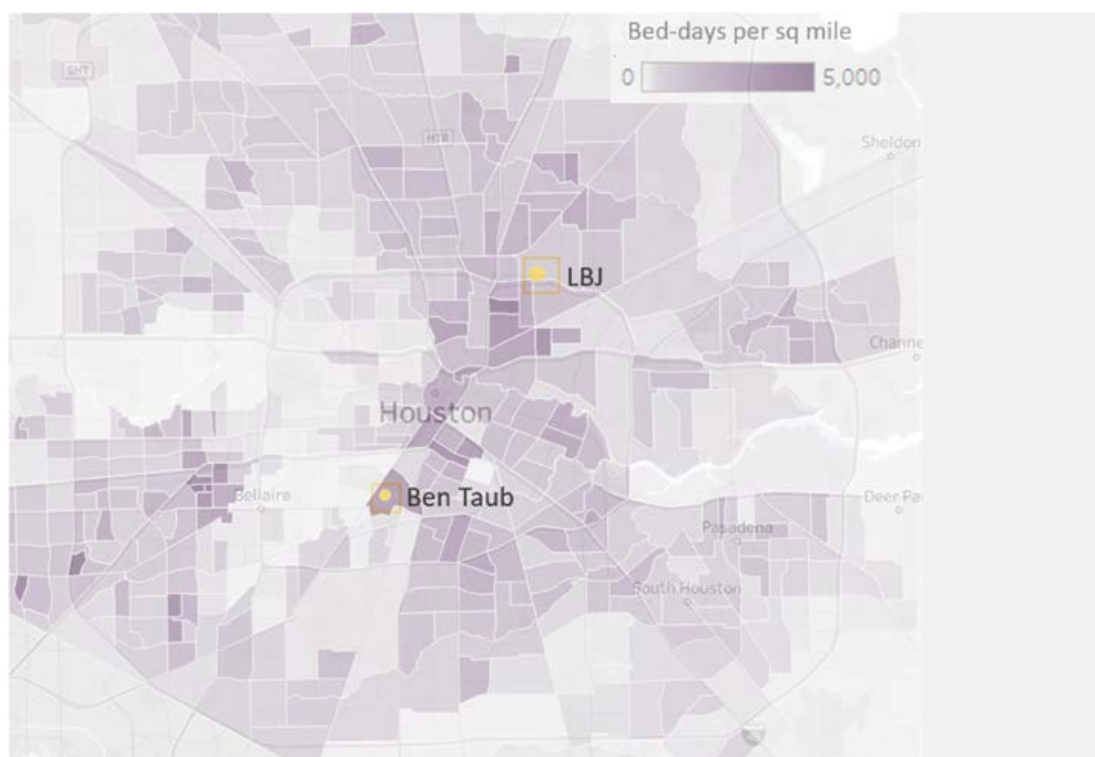 Bed-days per sq mile
0 5,000
HTR
Sheldon
LBJ
Channe
Houston
Bellaire
Ben Taub
Deer Pa
Pasadena
South Houston